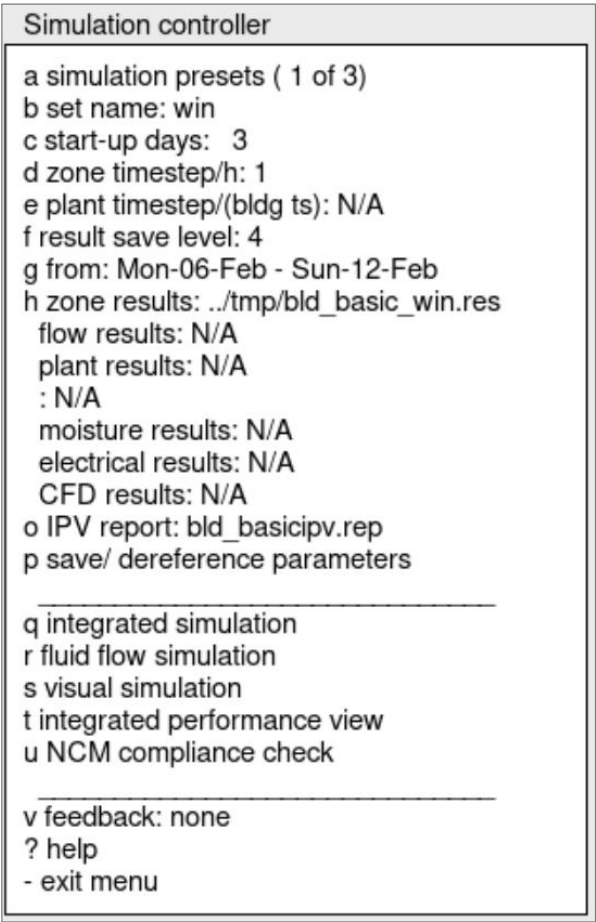 Simulation controller
a simulation presets ( 1 of 3)
b set name: win
c start-up days:   3
d zone timestep/h: 1
e plant timestep/(bldg ts): N/A
f result save level: 4
g from: Mon-06-Feb - Sun-12-Feb
h zone results: ../tmp/bld_basic_win.res
  flow results: N/A
  plant results: N/A
  : N/A
  moisture results: N/A
  electrical results: N/A
  CFD results: N/A
o IPV report: bld_basicipv.rep
p save/ dereference parameters
q integrated simulation
r fluid flow simulation
s visual simulation
t integrated performance view
u NCM compliance check
v feedback: none
? help
- exit menu